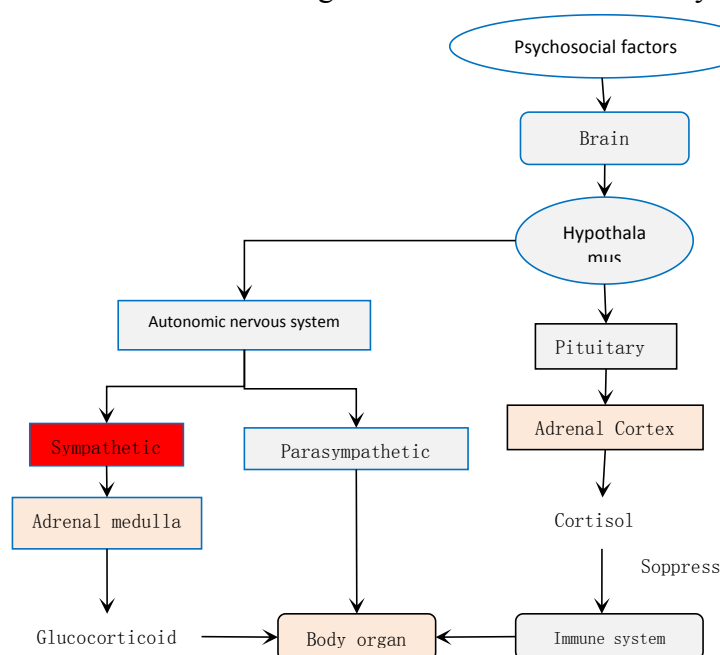 Psychosocial factors
Brain
Hypothala
mus
Autonomic nervous system
Pituitary
Sympathetic
Parasympathetic
Adrenal Cortex
Adrenal medulla
Cortisol
Soppress
Glucocorticoid
Body organ
Immune system